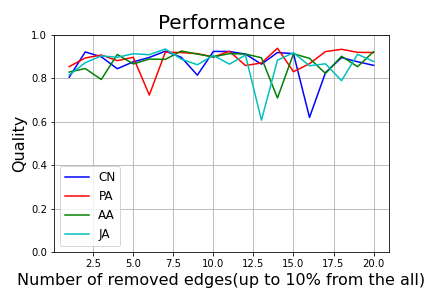 Performance
1.0
0.8
0.6
0.4
0.2
0.0
Quality
CN
PA
AA
JA
2.5 5.0 7.5 10.0 12.5 15.0 17.5 20.0
Number of removed edges(up to 10% from the all)